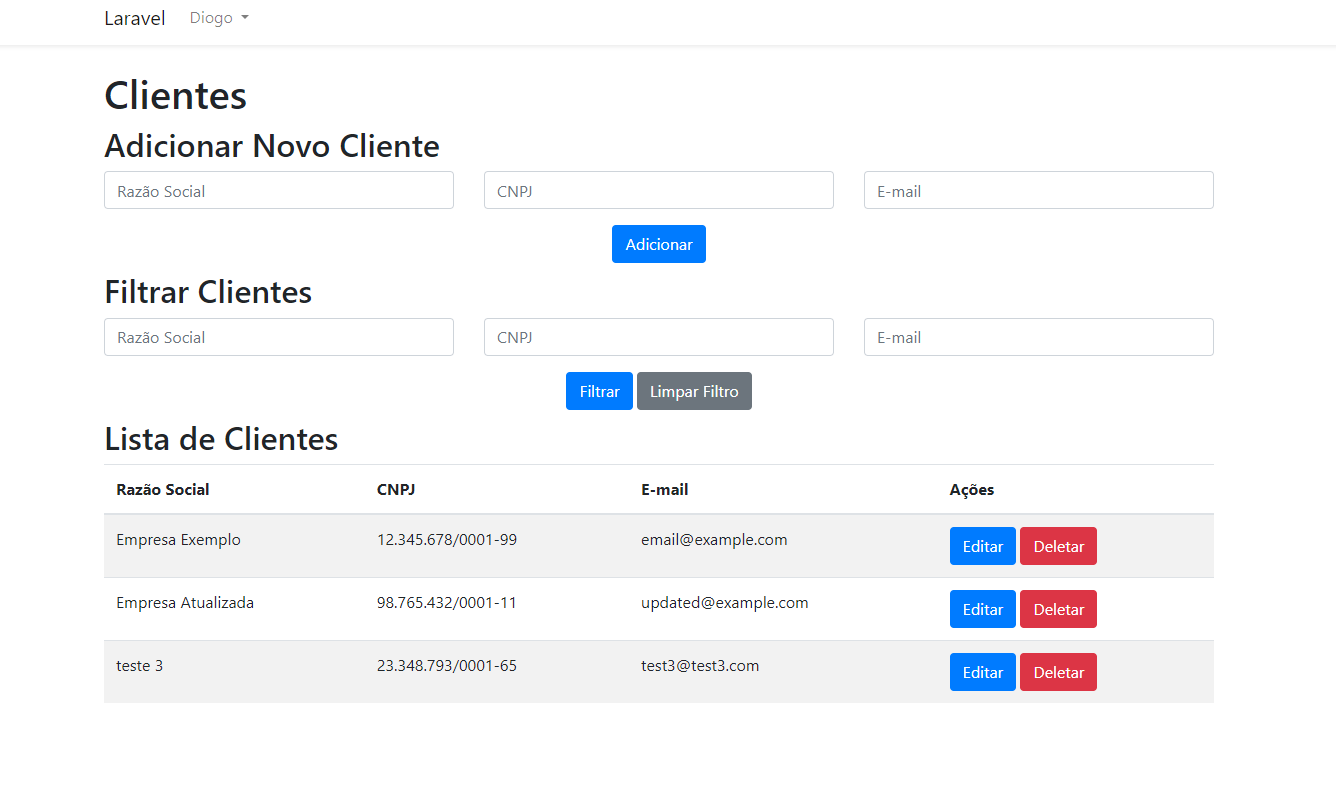 Laravel Diogo
Clientes
Adicionar Novo Cliente
Razão Social CNPJ E-mail
Adicionar
Filtrar Clientes
Razão Social CNPJ E-mail
Filtrar Limpar Filtro
Lista de Clientes
Razão Social CNPJ E-mail Ações
Empresa Exemplo 12.345.678/0001-99 email@example.com Editar Deletar
Empresa Atualizada 98.765.432/0001-11 updated@example.com Editar Deletar
teste 3 23.348.793/0001-65 test3@test3.com Editar Deletar